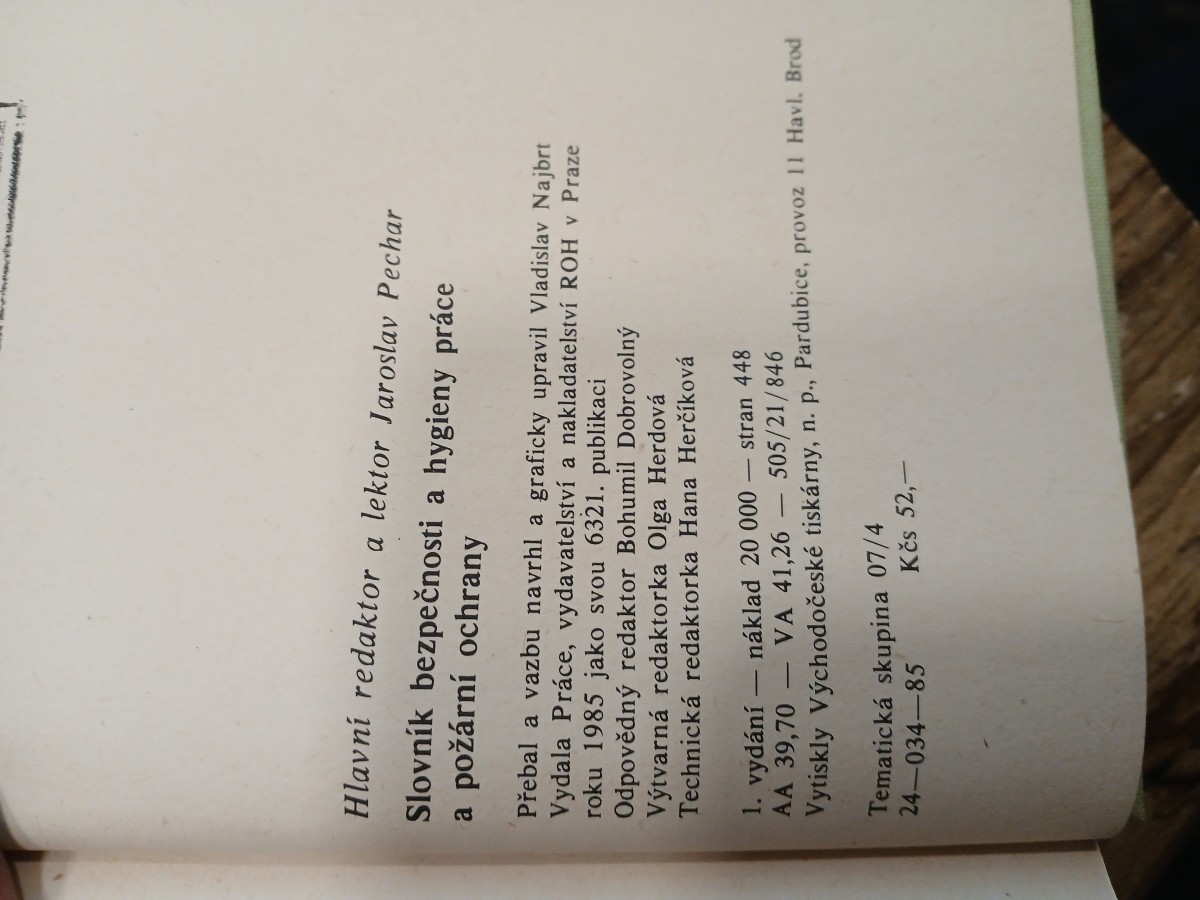 Hlavní redaktor a lektor Jaroslav Pechar
Slovník bezpečnosti a hygieny práce
a požární ochrany
Přebal a vazbu navrhl a graficky upravil Vladislav Najbrt
Vydala Práce, vydavatelství a nakladatelství ROH v Praze
roku 1985 jako svou 6321. publikaci
Odpovědný redaktor Bohumil Dobrovolný
Výtvarná redaktorka Olga Herdová
Technická redaktorka Hana Herčíková
1. vydání — náklad 20 000 — stran 448
AA 39,70 — VA 41,26 — 505/21/846
Vytiskly Východočeské tiskárny, n. p., Pardubice, provoz 11 Havl. Brod
Tematická skupina 07/4
24—034—85 Kčs 52,—